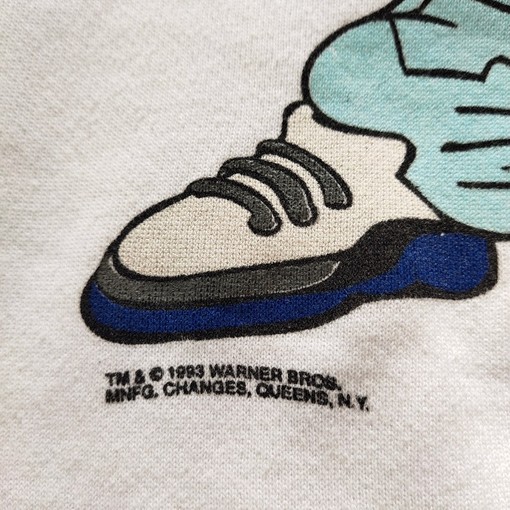 TM & © 1993 WARNER BROS.
MNFG. CHANGES, QUEENS, N.Y.